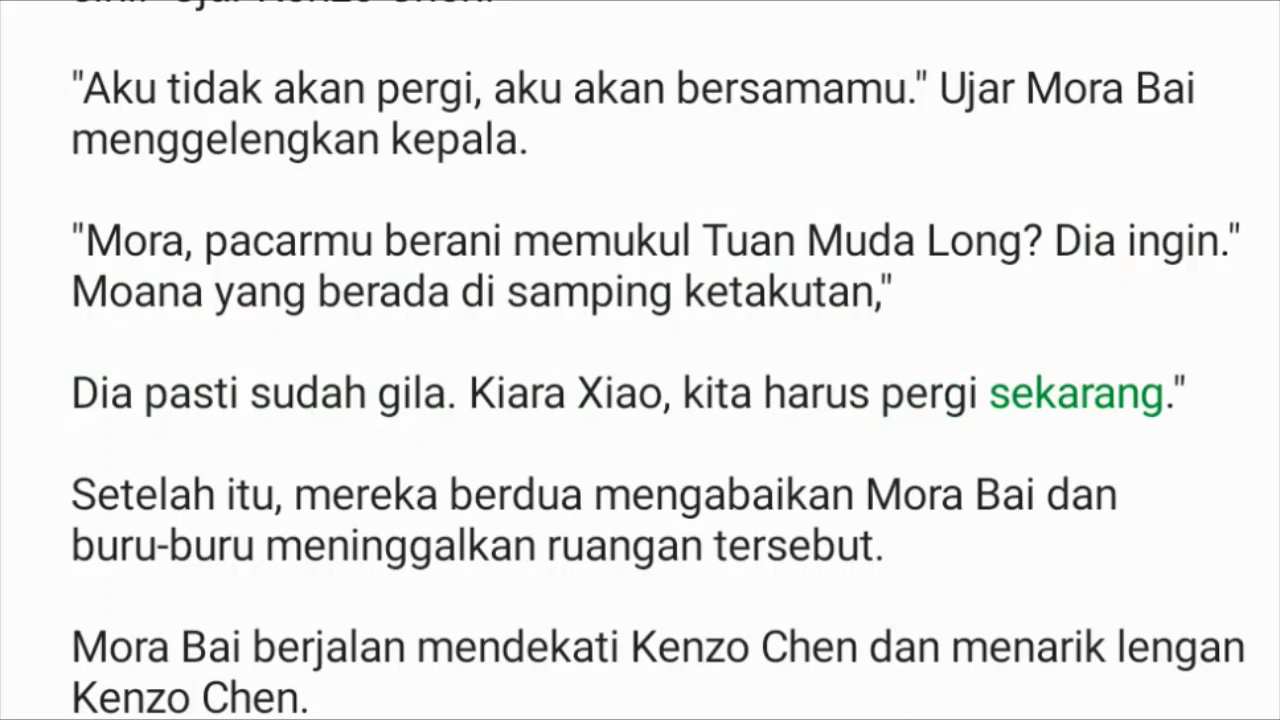 "Aku tidak akan pergi, aku akan bersamamu." Ujar Mora Bai
menggelengkan kepala.
"Mora, pacarmu berani memukul Tuan Muda Long? Dia ingin."
Moana yang berada di samping ketakutan,"
Dia pasti sudah gila. Kiara Xiao, kita harus pergi sekarang."
Setelah itu, mereka berdua mengabaikan Mora Bai dan
buru-buru meninggalkan ruangan tersebut.
Mora Bai berjalan mendekati Kenzo Chen dan menarik lengan
Kenzo Chen.